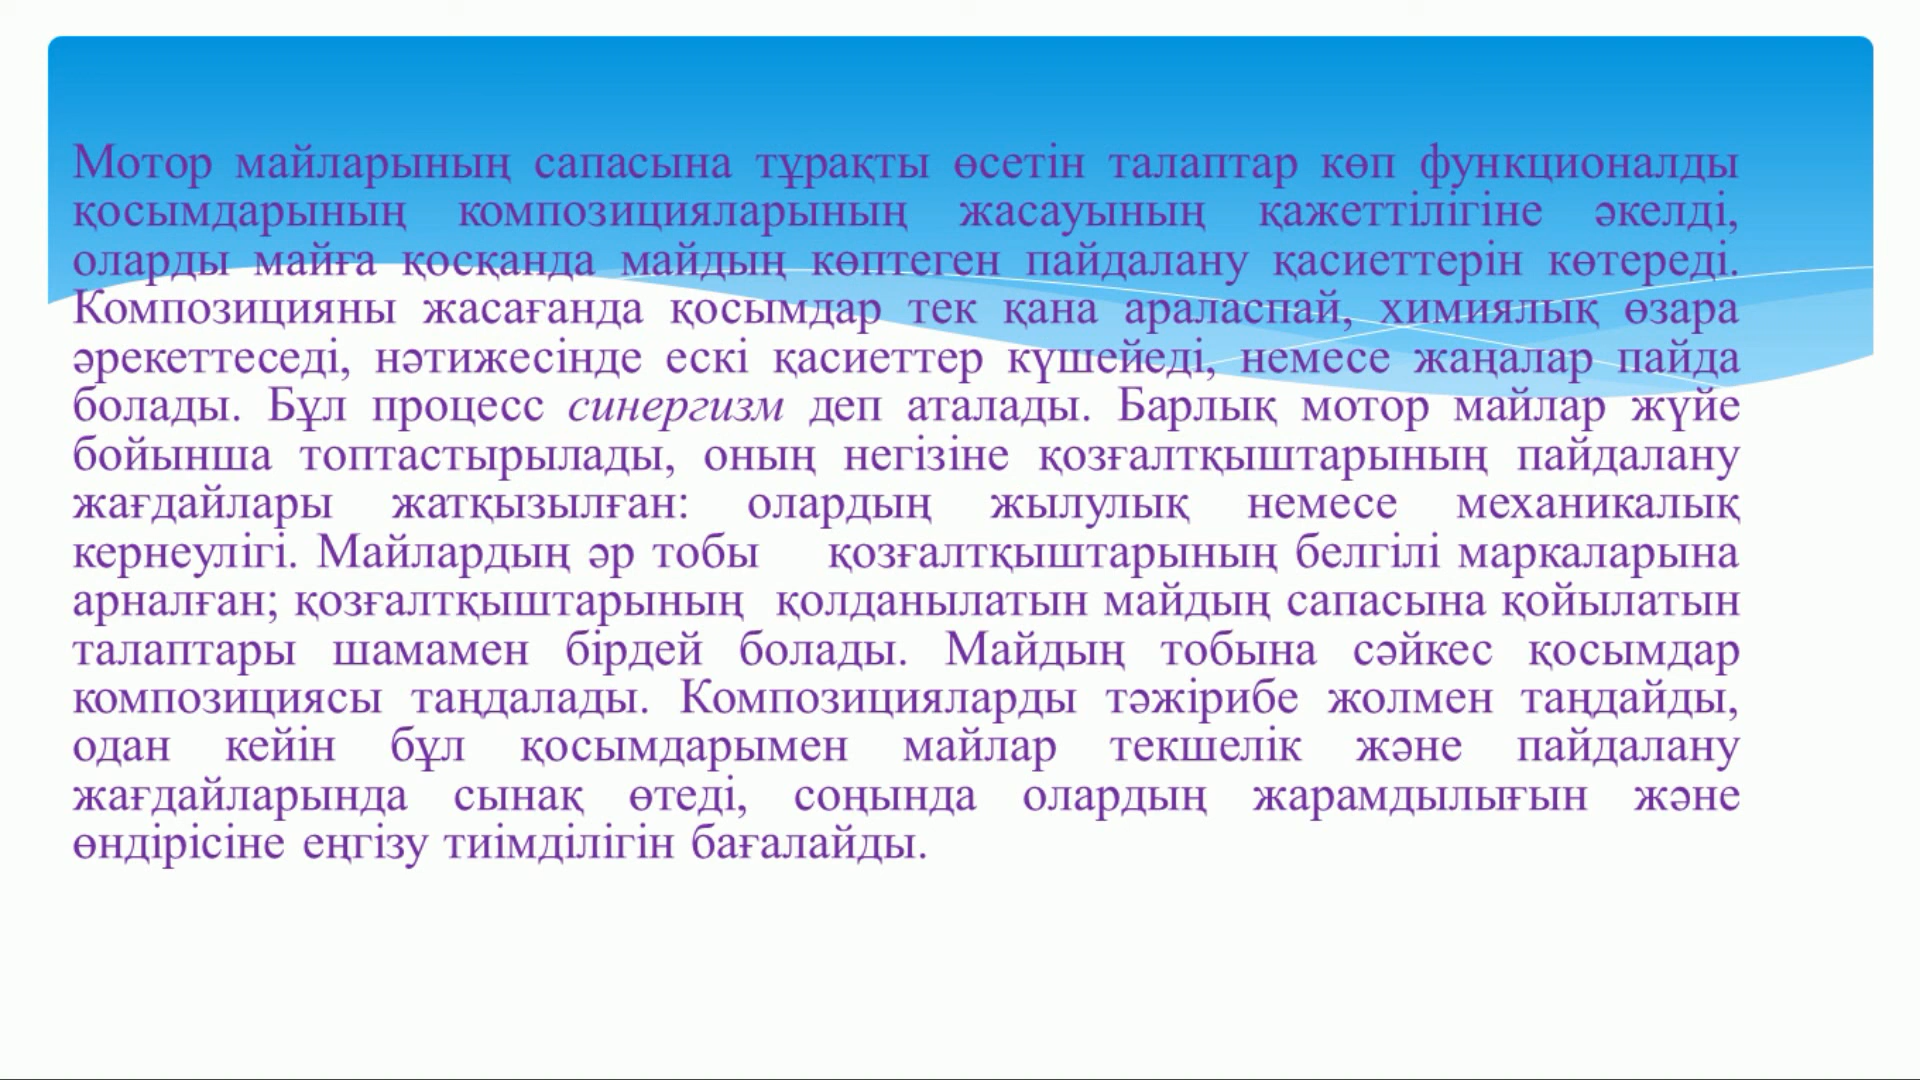 Мотор майларының сапасына тұрақты өсетін талаптар көп функционалды
қосымдарының композицияларының жасауының қажеттілігіне әкелді,
оларды майға қосқанда майдың көптеген пайдалану қасиеттерін көтереді.
Композицияны жасағанда қосымдар тек қана араласпай, химиялық өзара
әрекеттеседі, нәтижесінде ескі қасиеттер күшейеді, немесе жаңалар пайда
болады. Бұл процесс синергизм деп аталады. Барлық мотор майлар жүйе
бойынша топтастырылады, оның негізіне қозғалтқыштарының пайдалану
жағдайлары жатқызылған: олардың жылулық немесе механикалық
кернеулігі. Майлардың әр тобы қозғалтқыштарының белгілі маркаларына
арналған; қозғалтқыштарының қолданылатын майдың сапасына қойылатын
талаптары шамамен бірдей болады. Майдың тобына сәйкес қосымдар
композициясы таңдалады. Композицияларды тәжірибе жолмен таңдайды,
одан кейін бұл қосымдарымен майлар текшелік және пайдалану
жағдайларында сынақ өтеді, соңында олардың жарамдылығын және
өндірісіне еңгізу тиімділігін бағалайды.